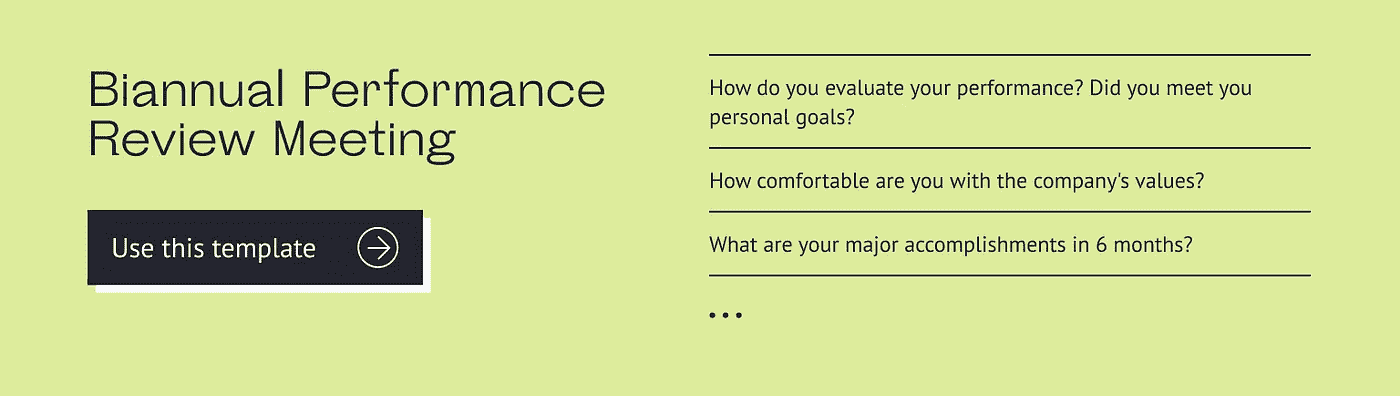 Biannual Performance
Review Meeting
Use this template
How do you evaluate your performance? Did you meet you
personal goals?
How comfortable are you with the company's values?
What are your major accomplishments in 6 months?
...